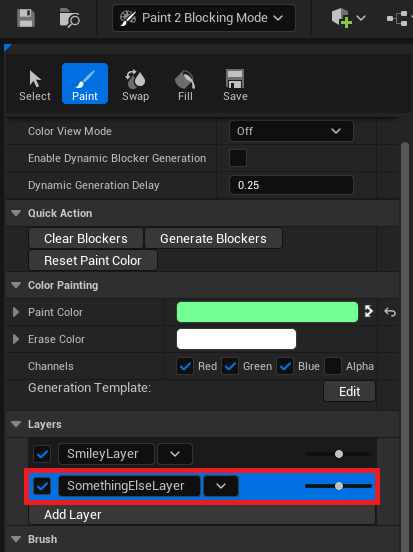 Paint 2 Blocking Mode
Select Paint Swap Fill Save
Color View Mode Off
Enable Dynamic Blocker Generation
Dynamic Generation Delay 0.25
Quick Action
Clear Blockers Generate Blockers
Reset Paint Color
Color Painting
Paint Color
Erase Color
Channels Red Green Blue Alpha
Generation Template: Edit
Layers
SmileyLayer
SomethingElseLayer
Add Layer
Brush